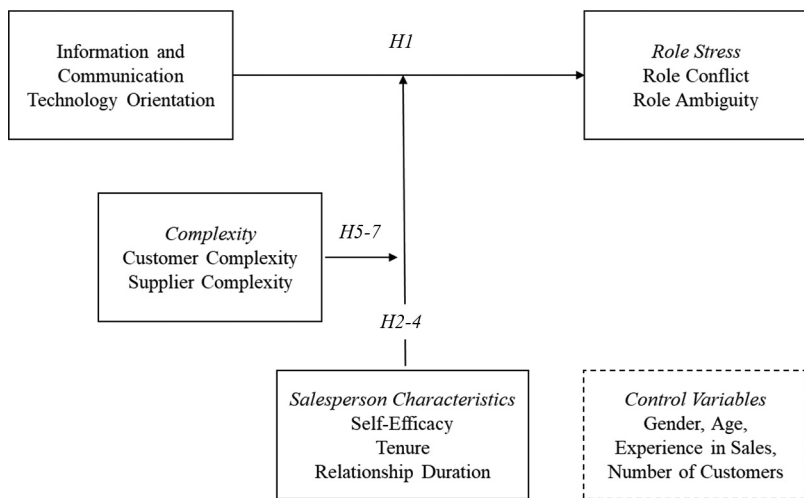 H1
Information and
Communication
Technology Orientation
Role Stress
Role Conflict
Role Ambiguity
Complexity
Customer Complexity
Supplier Complexity
H5-7
H2-4
Salesperson Characteristics
Self-Efficacy
Tenure
Relationship Duration
Control Variables
Gender, Age,
Experience in Sales,
Number of Customers